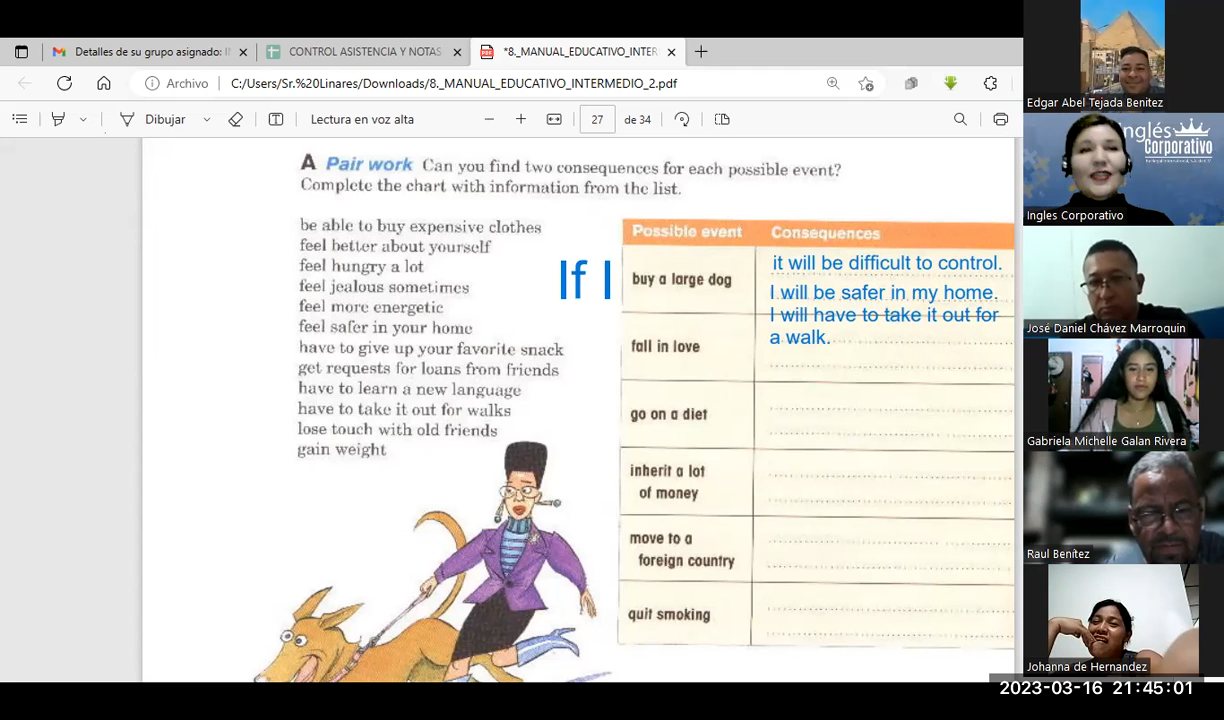 Detalles de su grupo asignado: I
CONTROL ASISTENCIA Y NOTAS
*8._MANUAL_EDUCATIVO_INTER
Archivo
C:/Users/Sr.%20Linares/Downloads/8._MANUAL_EDUCATIVO_INTERMEDIO_2.pdf
Dibujar
Lectura en voz alta
27
de 34
A Pair work Can you find two consequences for each possible event?
Complete the chart with information from the list.
be able to buy expensive clothes
feel better about yourself
feel hungry a lot
feel jealous sometimes
feel more energetic
feel safer in your home
have to give up your favorite snack
get requests for loans from friends
have to learn a new language
have to take it out for walks
lose touch with old friends
gain weight
If I
Possible event
Consequences
buy a large dog
it will be difficult to control.
I will be safer in my home.
I will have to take it out for
a walk.
fall in love
go on a diet
inherit a lot
of money
move to a
foreign country
quit smoking
Edgar Abel Tejada Benitez
Inglés
Corporativo
Ingles Corporativo
José Daniel Chávez Marroquin
Gabriela Michelle Galan Rivera
Raul Benítez
Johanna de Hernandez
2023-03-16 21:45:01